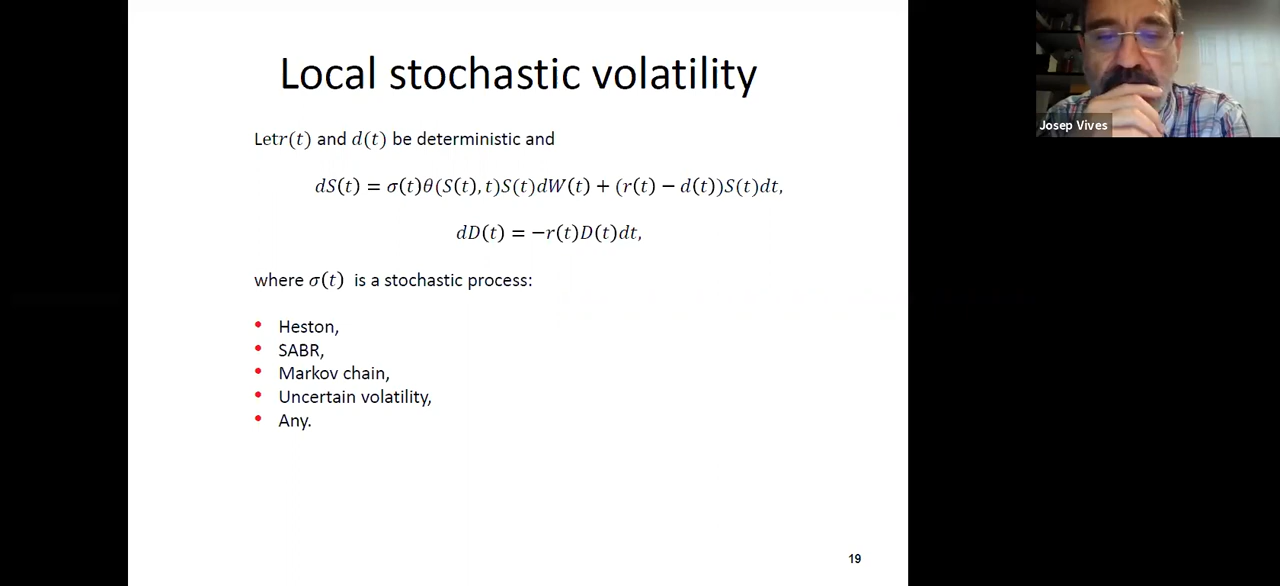 Local stochastic volatility
Josep Vives
Let𝑟(𝑡) and 𝑑(𝑡) be deterministic and
𝑑𝑆(𝑡) = 𝜎(𝑡)𝜃(𝑆(𝑡), 𝑡)𝑆(𝑡)𝑑𝑊(𝑡) + (𝑟(𝑡) − 𝑑(𝑡))𝑆(𝑡)𝑑𝑡,
𝑑𝐷(𝑡) = −𝑟(𝑡)𝐷(𝑡)𝑑𝑡,
where 𝜎(𝑡) is a stochastic process:
• Heston,
• SABR,
• Markov chain,
• Uncertain volatility,
• Any.
19